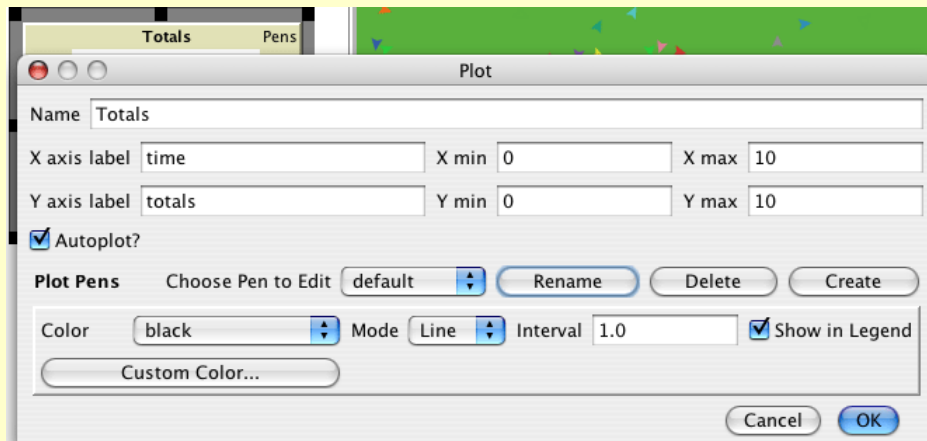 Totals Pens
Plot
Name Totals
X axis label time X min 0 X max 10
Y axis label totals Y min 0 Y max 10
Autoplot?
Plot Pens Choose Pen to Edit default Rename Delete Create
Color black Mode Line Interval 1.0 Show in Legend
Custom Color...
Cancel OK